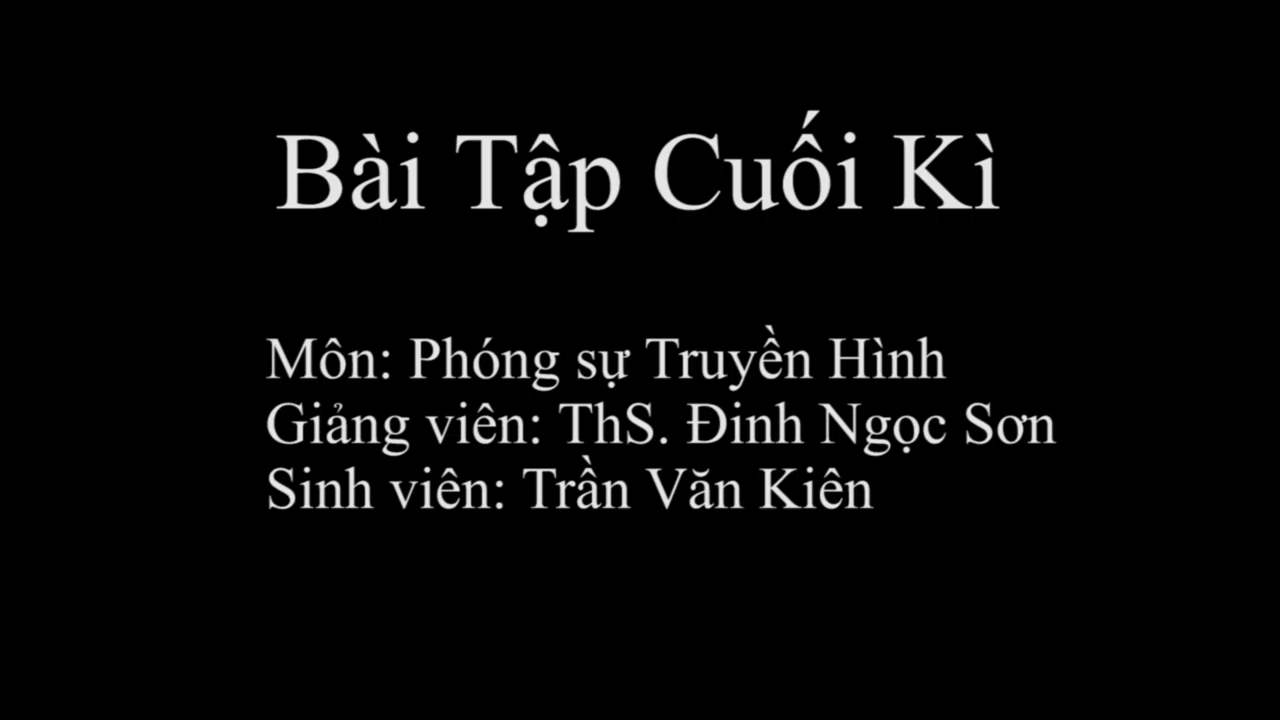 Bài Tập Cuối Kì
Môn: Phóng sự Truyền Hình
Giảng viên: ThS. Đinh Ngọc Sơn
Sinh viên: Trần Văn Kiên